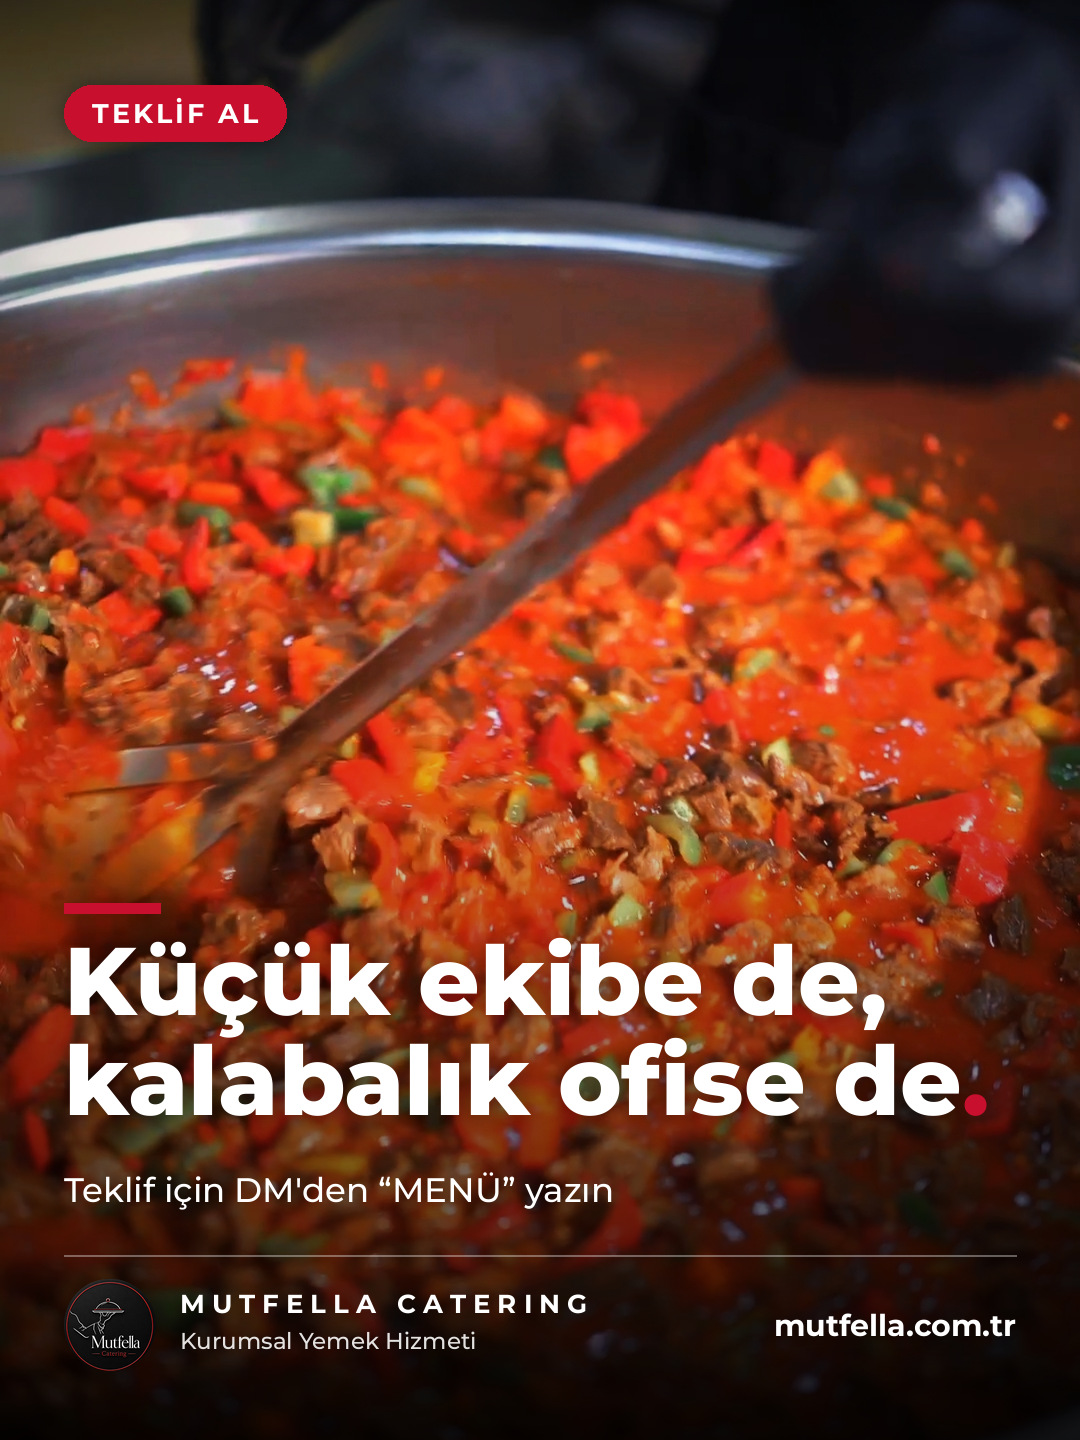 TEKLİF AL
Küçük ekibe de,
kalabalık ofise de.
Teklif için DM'den “MENÜ” yazın
MUTFELLA CATERING
Kurumsal Yemek Hizmeti
mutfella.com.tr
Mutfella
Catering